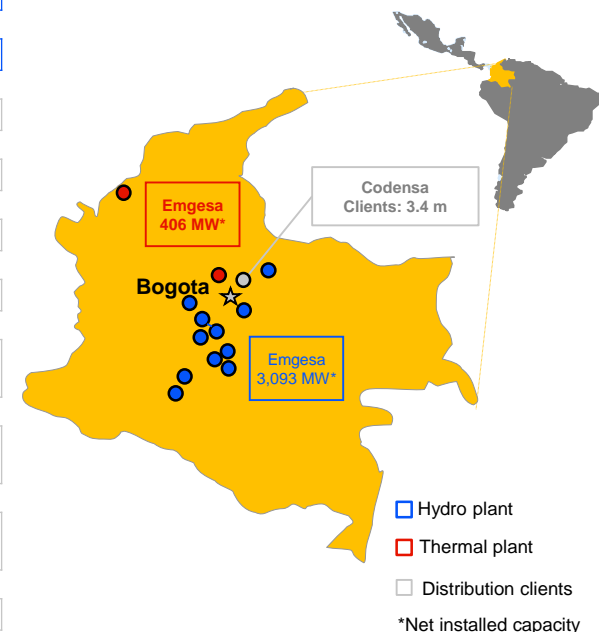 Codensa
Clients: 3.4 m
Emgesa
406 MW*
Bogota
Emgesa
3,093 MW*
Hydro plant
Thermal plant
Distribution clients
*Net installed capacity